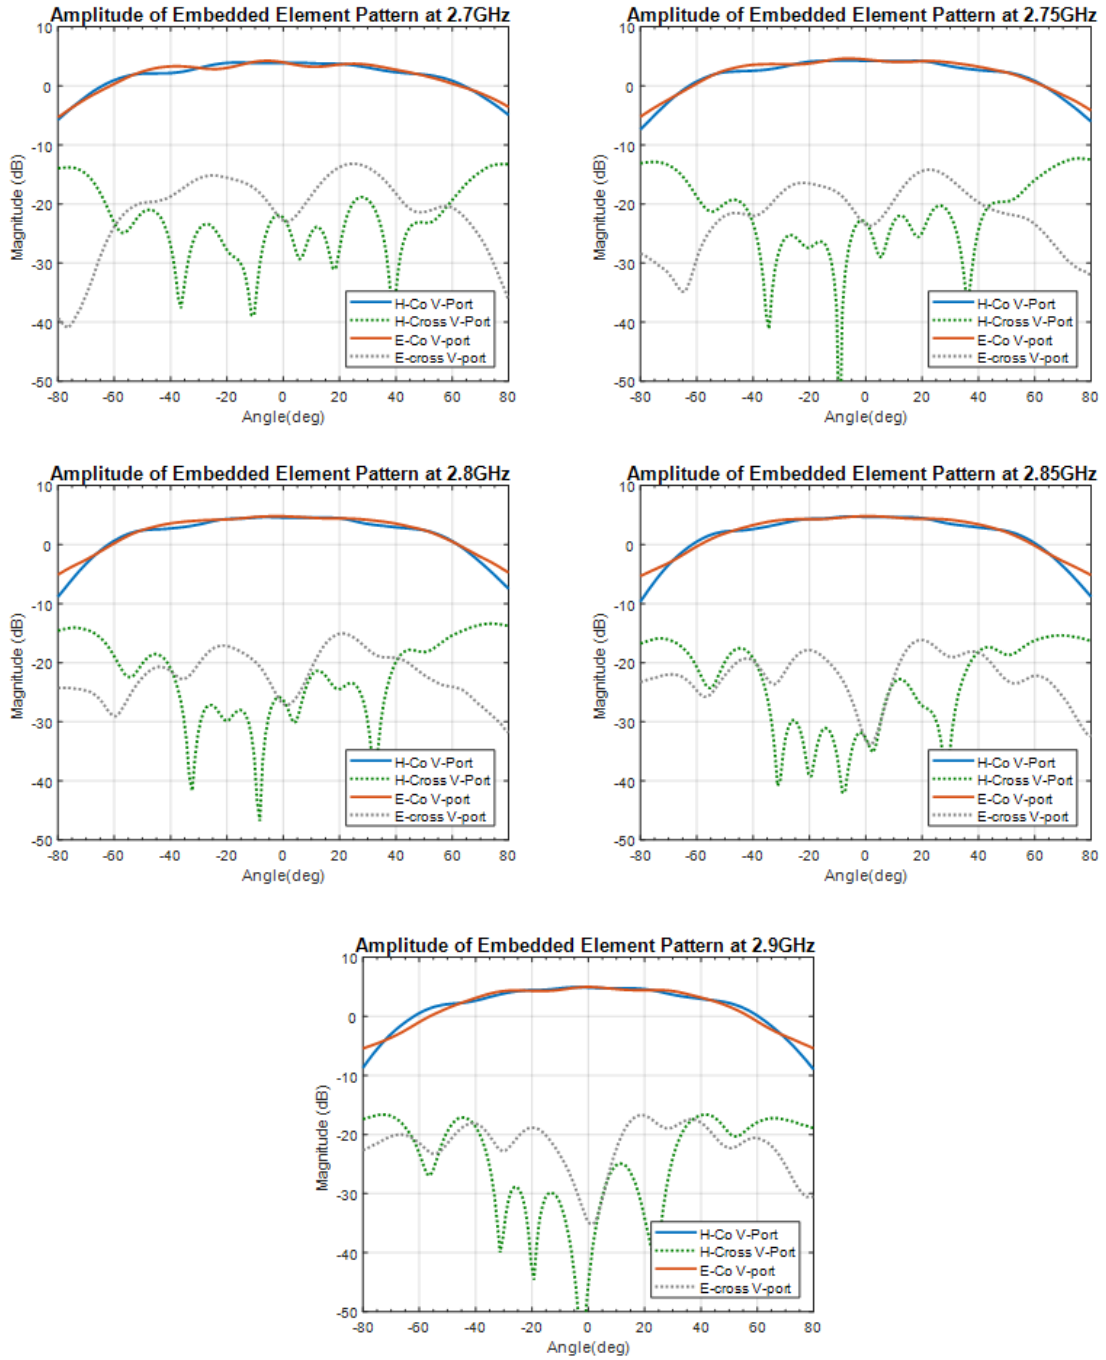 Amplitude of Embedded Element Pattern at 2.7GHz
10
0
-10
-20
-30
-40
-50
Magnitude (dB)
H-Co V-Port
H-Cross V-Port
E-Co V-port
E-cross V-port
-80 -60 -40 -20 0 20 40 60 80
Angle(deg)
Amplitude of Embedded Element Pattern at 2.75GHz
10
0
-10
-20
-30
-40
-50
Magnitude (dB)
H-Co V-Port
H-Cross V-Port
E-Co V-port
E-cross V-port
-80 -60 -40 -20 0 20 40 60 80
Angle(deg)
Amplitude of Embedded Element Pattern at 2.8GHz
10
0
-10
-20
-30
-40
-50
Magnitude (dB)
H-Co V-Port
H-Cross V-Port
E-Co V-port
E-cross V-port
-80 -60 -40 -20 0 20 40 60 80
Angle(deg)
Amplitude of Embedded Element Pattern at 2.85GHz
10
0
-10
-20
-30
-40
-50
Magnitude (dB)
H-Co V-Port
H-Cross V-Port
E-Co V-port
E-cross V-port
-80 -60 -40 -20 0 20 40 60 80
Angle(deg)
Amplitude of Embedded Element Pattern at 2.9GHz
10
0
-10
-20
-30
-40
-50
Magnitude (dB)
H-Co V-Port
H-Cross V-Port
E-Co V-port
E-cross V-port
-80 -60 -40 -20 0 20 40 60 80
Angle(deg)